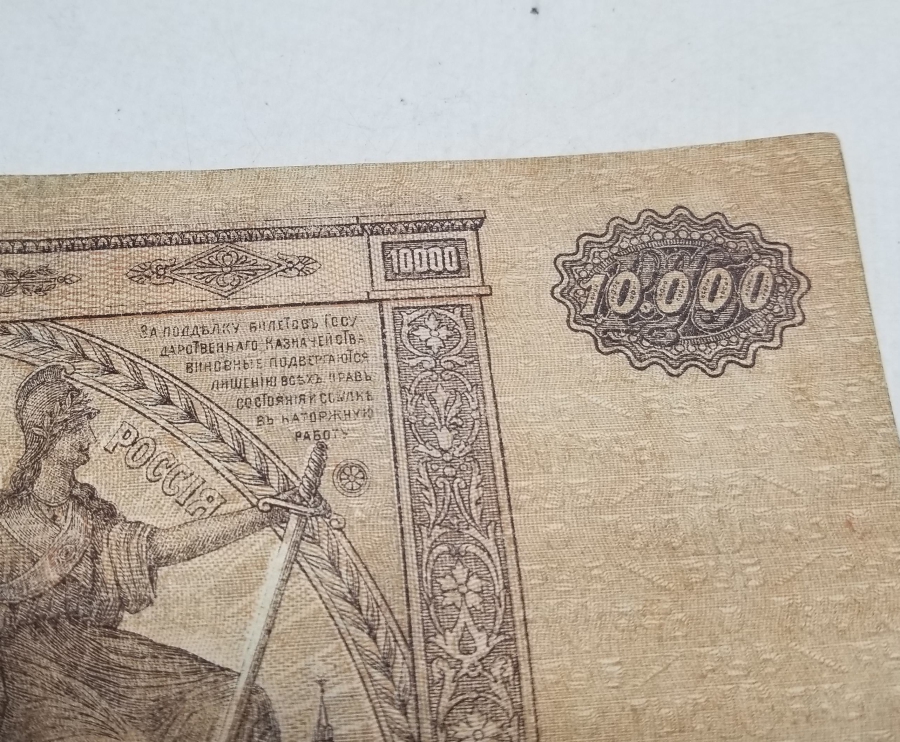 10000
10.000
За подделку билетовъ Госу-
дарственнаго Казначейства
виновные подвергаются
лишенію всѣхъ правъ
состоянія и ссылкѣ
въ каторжную
работу
РОССІЯ